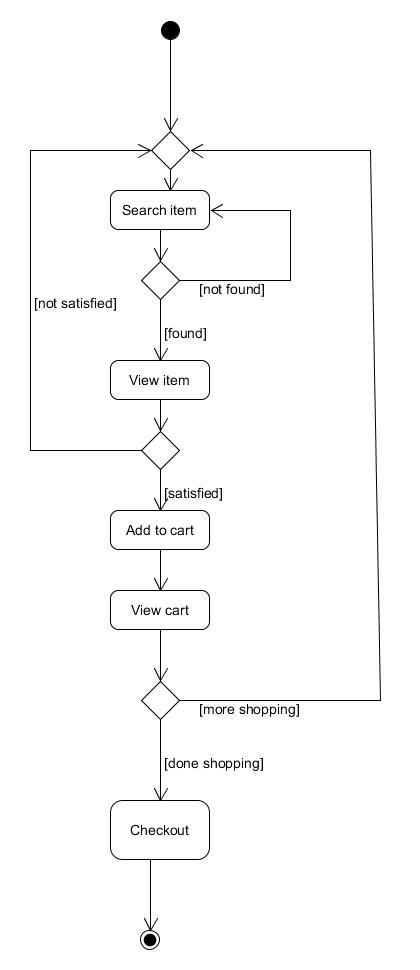 Search item
[not found]
[not satisfied]
[found]
View item
[satisfied]
Add to cart
View cart
[more shopping]
[done shopping]
Checkout